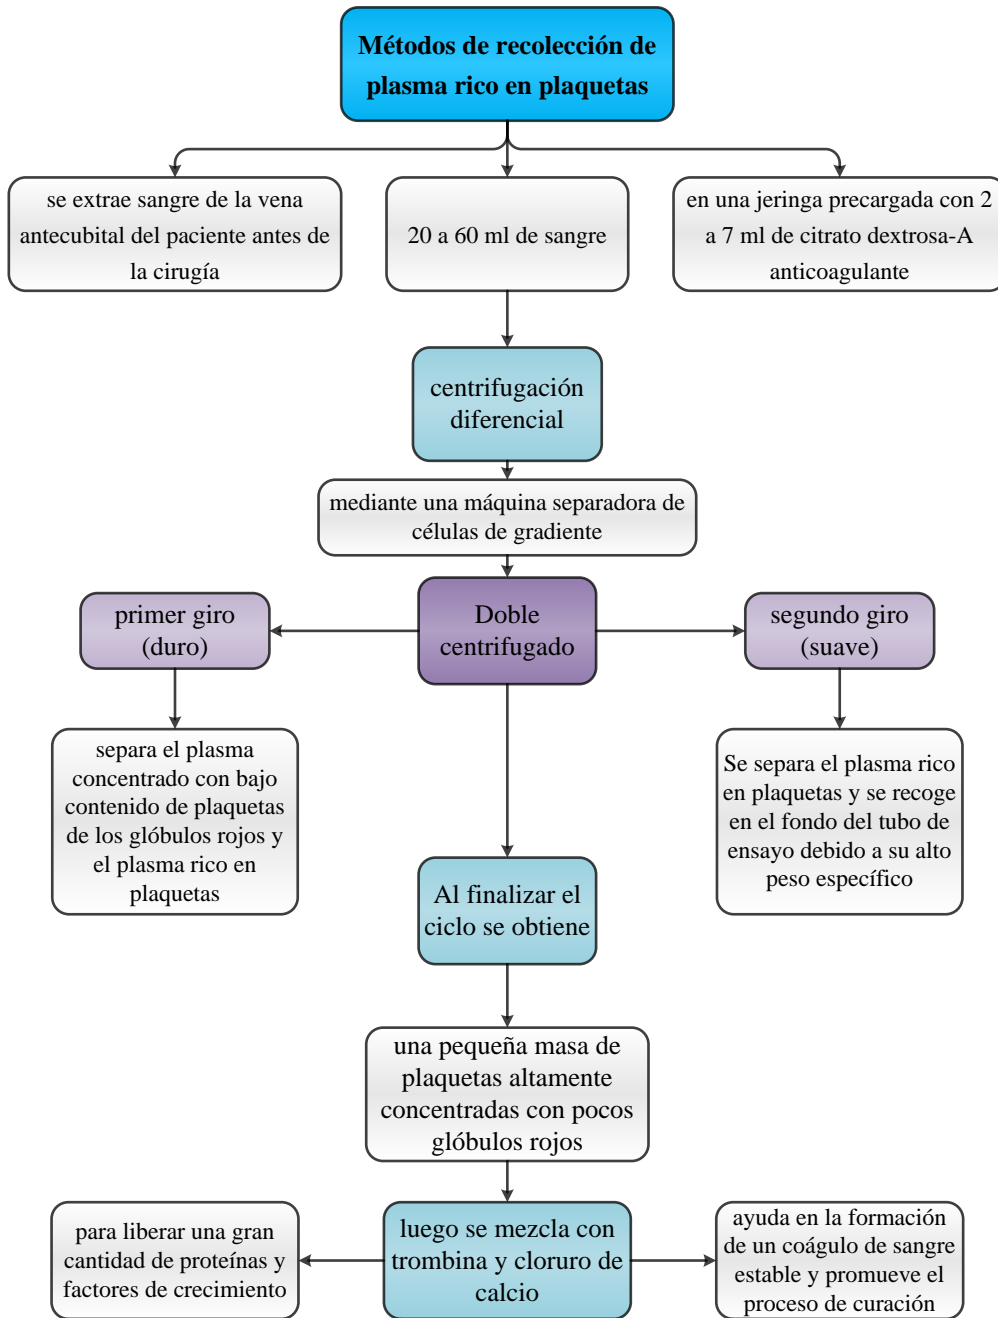 Métodos de recolección de
plasma rico en plaquetas
se extrae sangre de la vena
antecubital del paciente antes de
la cirugía
20 a 60 ml de sangre
en una jeringa precargada con 2
a 7 ml de citrato dextrosa-A
anticoagulante
centrifugación
diferencial
mediante una máquina separadora de
células de gradiente
primer giro
(duro)
Doble
centrifugado
segundo giro
(suave)
separa el plasma
concentrado con bajo
contenido de plaquetas
de los glóbulos rojos y
el plasma rico en
plaquetas
Se separa el plasma rico
en plaquetas y se recoge
en el fondo del tubo de
ensayo debido a su alto
peso específico
Al finalizar el
ciclo se obtiene
una pequeña masa de
plaquetas altamente
concentradas con pocos
glóbulos rojos
para liberar una gran
cantidad de proteínas y
factores de crecimiento
luego se mezcla con
trombina y cloruro de
calcio
ayuda en la formación
de un coágulo de sangre
estable y promueve el
proceso de curación